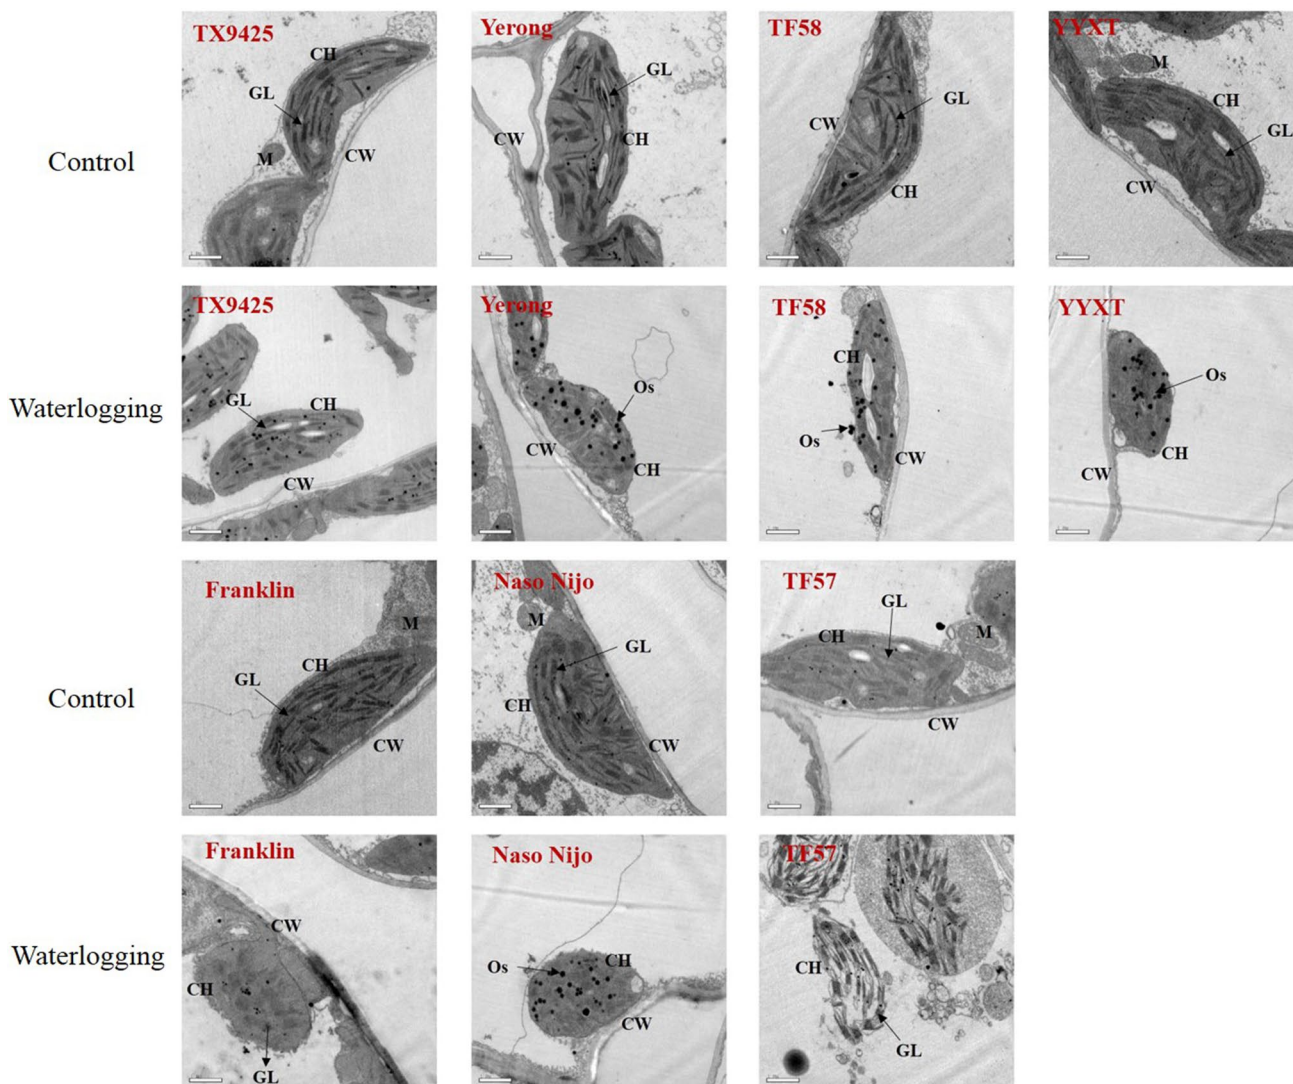 TX9425
CH
GL
M
CW
Yerong
GL
CW
CH
TF58
GL
CW
CH
YYXT
M
CH
GL
CW
Control
TX9425
GL
CH
CW
Yerong
Os
CW
CH
TF58
CH
Os
CW
YYXT
Os
CH
CW
Waterlogging
Franklin
M
CH
GL
CW
Naso Nijo
M
GL
CH
CW
TF57
GL
CH
M
CW
Control
Franklin
CW
CH
GL
Naso Nijo
Os
CH
CW
TF57
CH
GL
Waterlogging